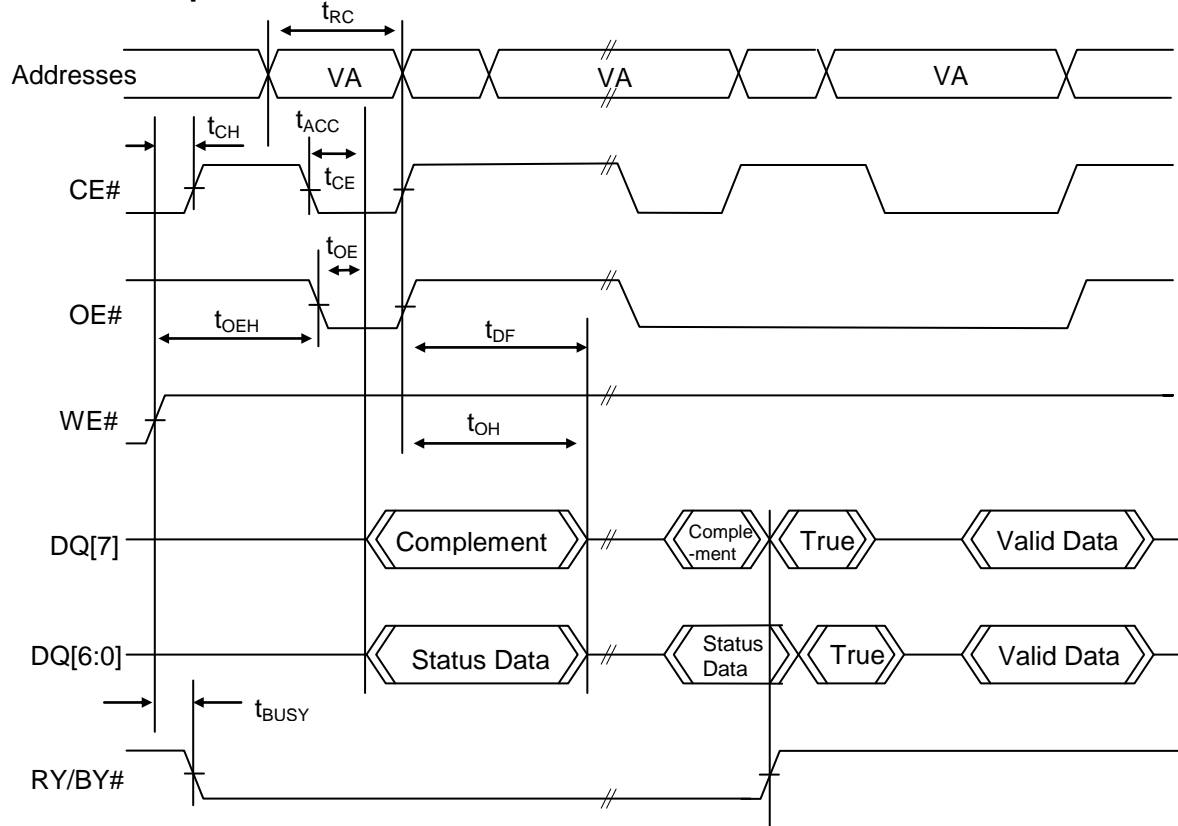 tRC
Addresses VA VA VA
tCH tACC
CE# tCE
tOE
OE#
tOEH tDF
WE#
tOH
DQ[7] Complement Comple
-ment True Valid Data
DQ[6:0] Status Data Status
Data True Valid Data
tBUSY
RY/BY#